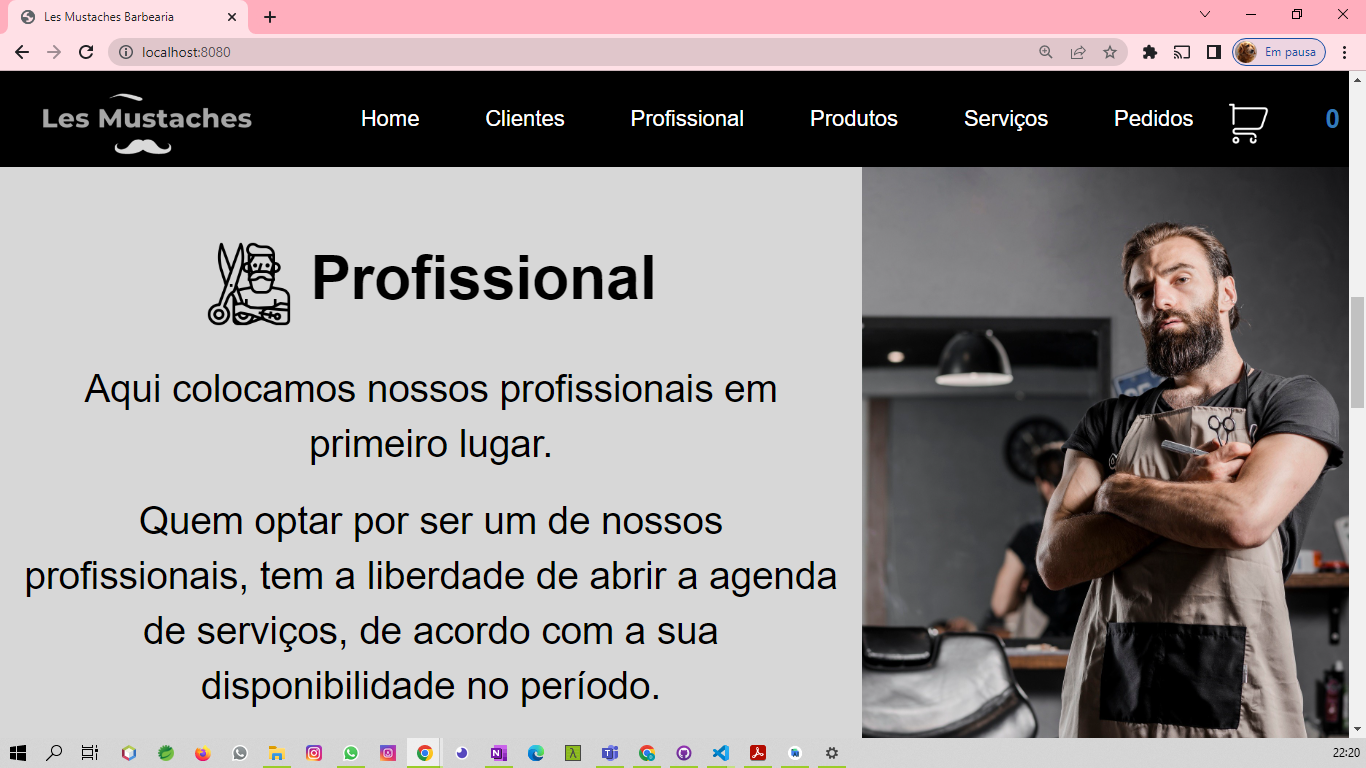 Les Mustaches Barbearia
localhost:8080
Em pausa
Les Mustaches
Home
Clientes
Profissional
Produtos
Serviços
Pedidos
0
Profissional
Aqui colocamos nossos profissionais em
primeiro lugar.
Quem optar por ser um de nossos
profissionais, tem a liberdade de abrir a agenda
de serviços, de acordo com a sua
disponibilidade no período.
22:20